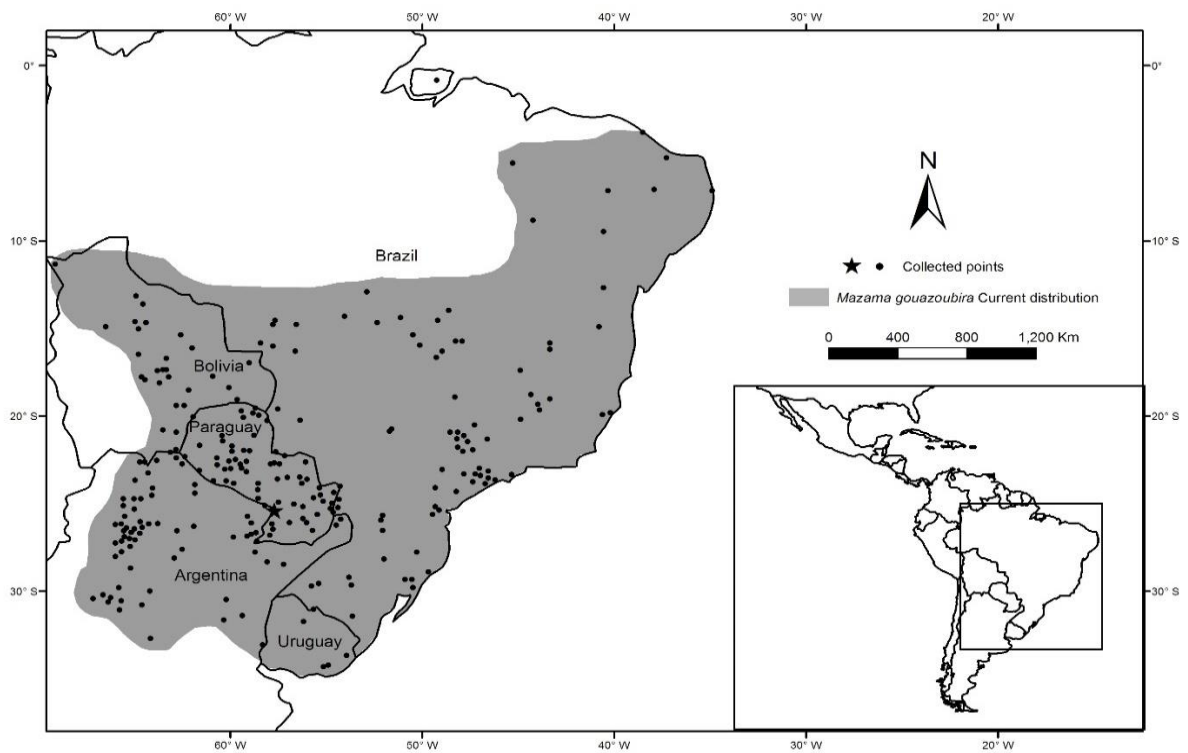 60° W 50° W 40° W 30° W 20° W
0° 0°
N
10° S 10° S
Brazil
Collected points
Mazama gouazoubira Current distribution
0 400 800 1,200 Km
Bolivia
20° S 20° S
Paraguay
Argentina
30° S 30° S
Uruguay
60° W 50° W 40° W 30° W 20° W